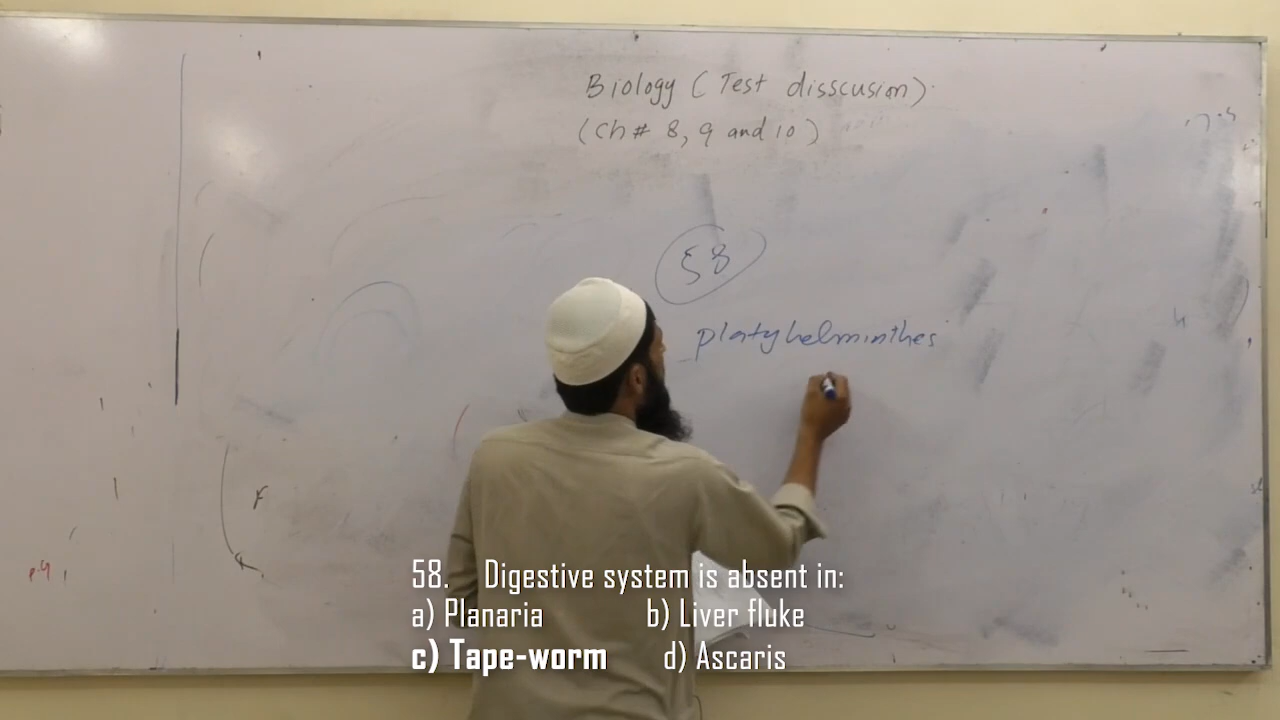 Biology (Test disscusion)
(Ch# 8, 9 and 10)
58
platyhelminthes
58. Digestive system is absent in:
a) Planaria b) Liver fluke
c) Tape-worm d) Ascaris